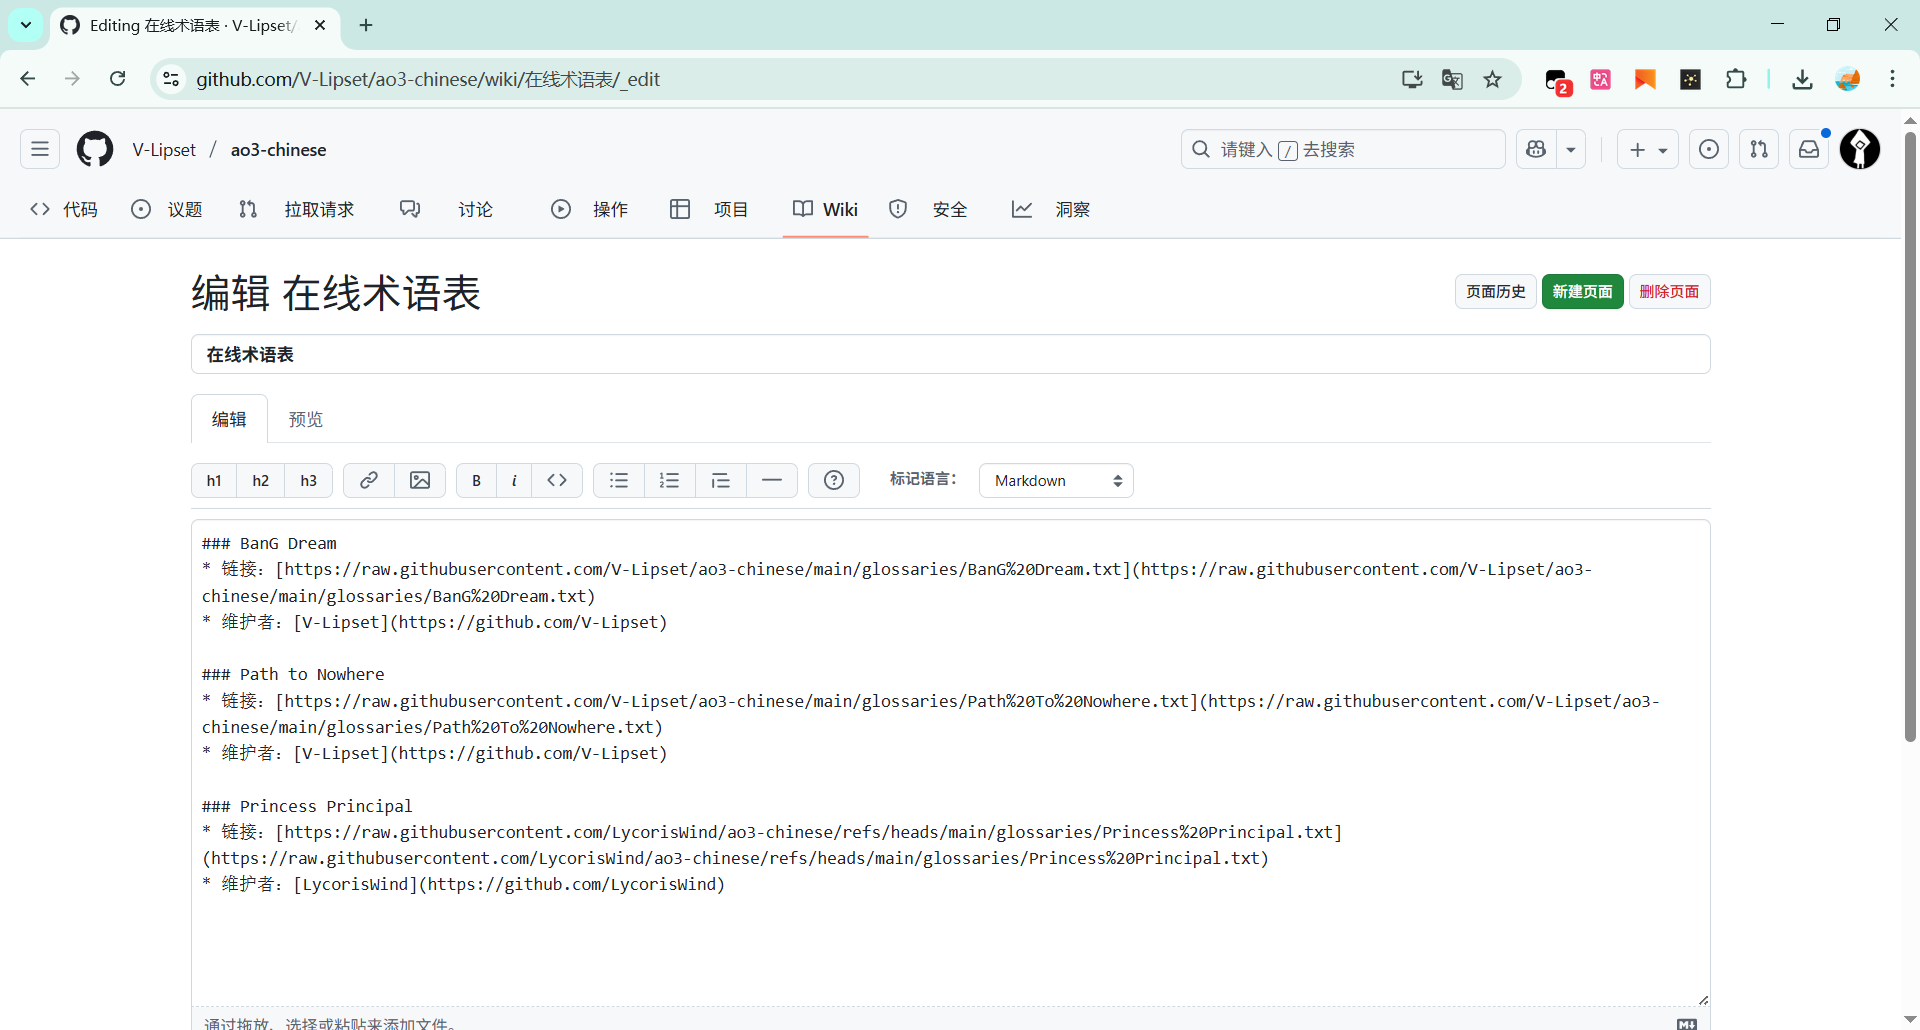 Editing 在线术语表 · V-Lipset/
github.com/V-Lipset/ao3-chinese/wiki/在线术语表/_edit
2
V-Lipset / ao3-chinese
请键入 / 去搜索
代码
议题
拉取请求
讨论
操作
项目
Wiki
安全
洞察
编辑 在线术语表
页面历史
新建页面
删除页面
在线术语表
编辑
预览
h1 h2 h3
B i
标记语言：
Markdown
### BanG Dream
* 链接：[https://raw.githubusercontent.com/V-Lipset/ao3-chinese/main/glossaries/BanG%20Dream.txt](https://raw.githubusercontent.com/V-Lipset/ao3-
chinese/main/glossaries/BanG%20Dream.txt)
* 维护者：[V-Lipset](https://github.com/V-Lipset)
### Path to Nowhere
* 链接：[https://raw.githubusercontent.com/V-Lipset/ao3-chinese/main/glossaries/Path%20To%20Nowhere.txt](https://raw.githubusercontent.com/V-Lipset/ao3-
chinese/main/glossaries/Path%20To%20Nowhere.txt)
* 维护者：[V-Lipset](https://github.com/V-Lipset)
### Princess Principal
* 链接：[https://raw.githubusercontent.com/LycorisWind/ao3-chinese/refs/heads/main/glossaries/Princess%20Principal.txt]
(https://raw.githubusercontent.com/LycorisWind/ao3-chinese/refs/heads/main/glossaries/Princess%20Principal.txt)
* 维护者：[LycorisWind](https://github.com/LycorisWind)
通过拖放、选择或粘贴来添加文件。